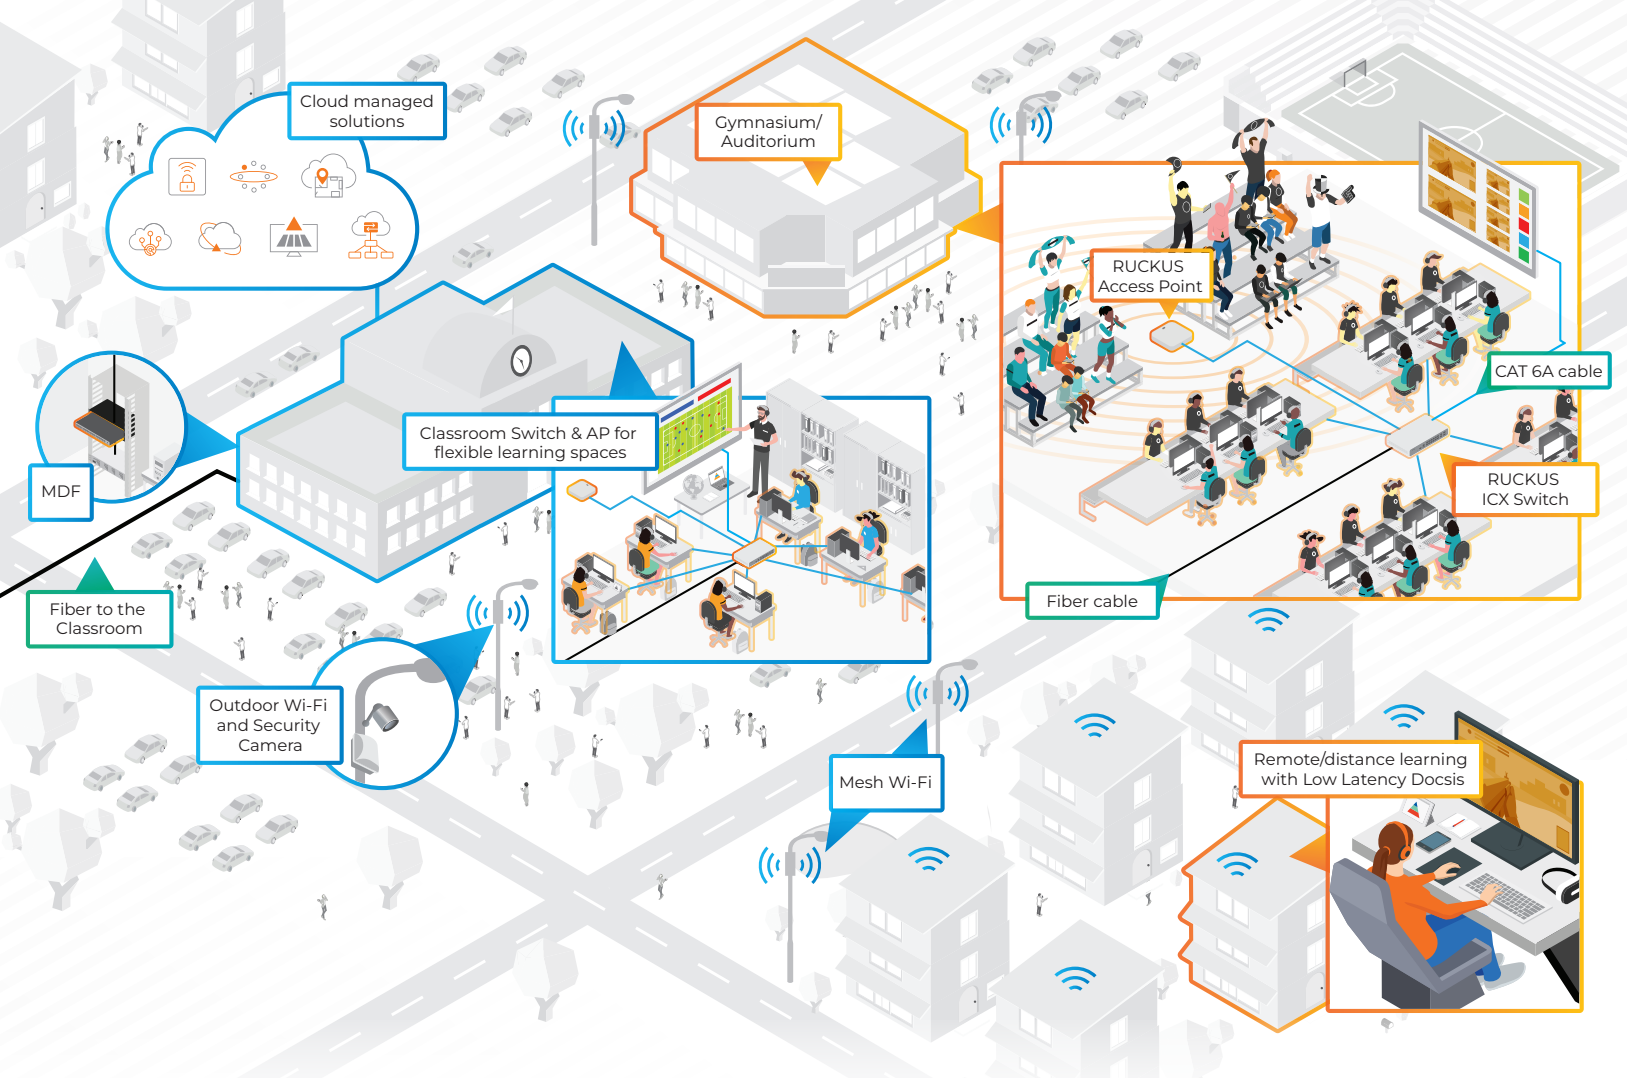 Cloud managed
solutions
Gymnasium/
Auditorium
RUCKUS
Access Point
CAT 6A cable
Classroom Switch & AP for
flexible learning spaces
MDF
RUCKUS
ICX Switch
Fiber to the
Classroom
Fiber cable
Outdoor Wi-Fi
and Security
Camera
Mesh Wi-Fi
Remote/distance learning
with Low Latency Docsis